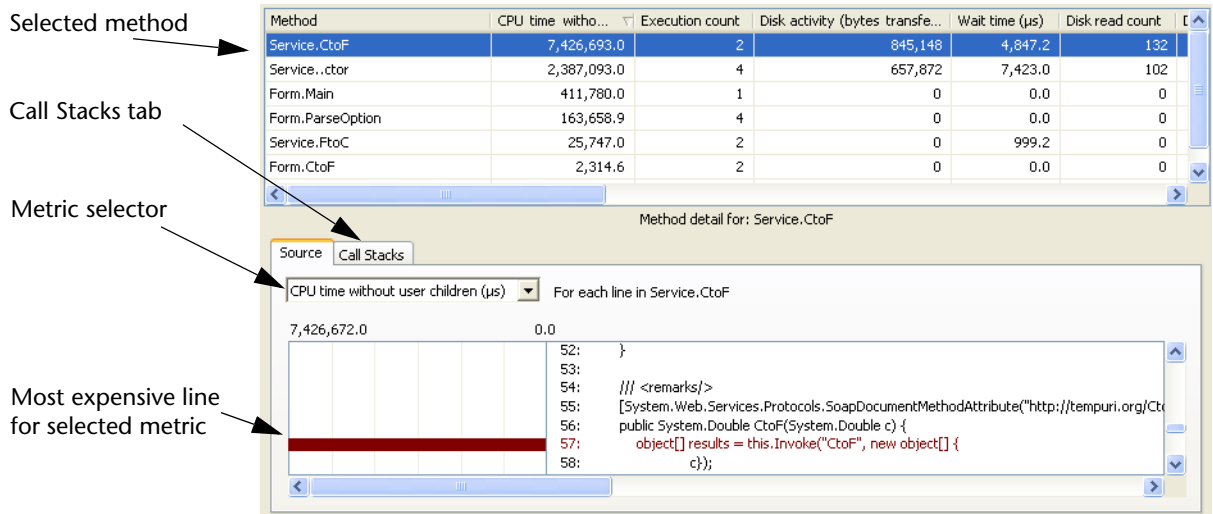 Selected method
Call Stacks tab
Metric selector
Most expensive line
for selected metric
Method CPU time witho... Execution count Disk activity (bytes transfe... Wait time (µs) Disk read count
Service.CtoF 7,426,693.0 2 845,148 4,847.2 132
Service..ctor 2,387,093.0 4 657,872 7,423.0 102
Form.Main 411,780.0 1 0 0.0 0
Form.ParseOption 163,658.9 4 0 0.0 0
Service.FtoC 25,747.0 2 0 999.2 0
Form.CtoF 2,314.6 2 0 0.0 0
Method detail for: Service.CtoF
Source Call Stacks
CPU time without user children (µs) For each line in Service.CtoF
7,426,672.0 0.0
52: }
53:
54: /// <remarks/>
55: [System.Web.Services.Protocols.SoapDocumentMethodAttribute("http://tempuri.org/Cto
56: public System.Double CtoF(System.Double c) {
57: object[] results = this.Invoke("CtoF", new object[] {
58: c});